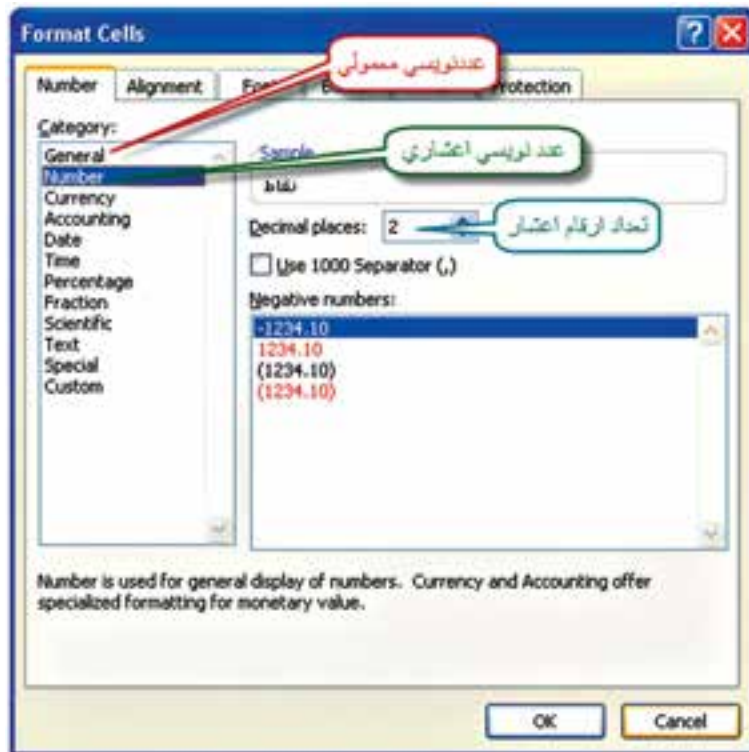 Format Cells
عددنویسی معمولی
Number Alignment Protection
Category:
General
Number
Currency
Accounting
Date
Time
Percentage
Fraction
Scientific
Text
Special
Custom
عدد نویسی اعشاری
Sample
نقاط
Decimal places: 2
تعداد ارقام اعشار
Use 1000 Separator (,)
Negative numbers:
-1234.10
1234.10
(1234.10)
(1234.10)
Number is used for general display of numbers. Currency and Accounting offer
specialized formatting for monetary value.
OK Cancel